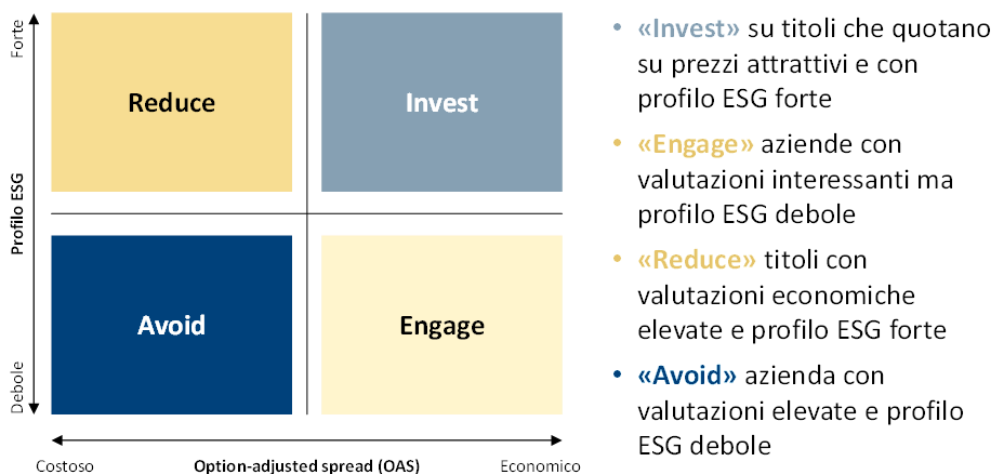 Forte
Profilo ESG
Debole
Reduce
Invest
Avoid
Engage
Costoso
Option-adjusted spread (OAS)
Economico
• «Invest» su titoli che quotano
su prezzi attrattivi e con
profilo ESG forte
• «Engage» aziende con
valutazioni interessanti ma
profilo ESG debole
• «Reduce» titoli con
valutazioni economiche
elevate e profilo ESG forte
• «Avoid» azienda con
valutazioni elevate e profilo
ESG debole